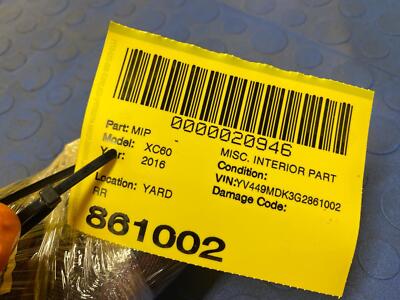 0000020946
Part: MIP -
MISC. INTERIOR PART
Model: XC60
Condition:
Year: 2016
VIN:YV449MDK3G2861002
Damage Code:
Location: YARD
RR
861002